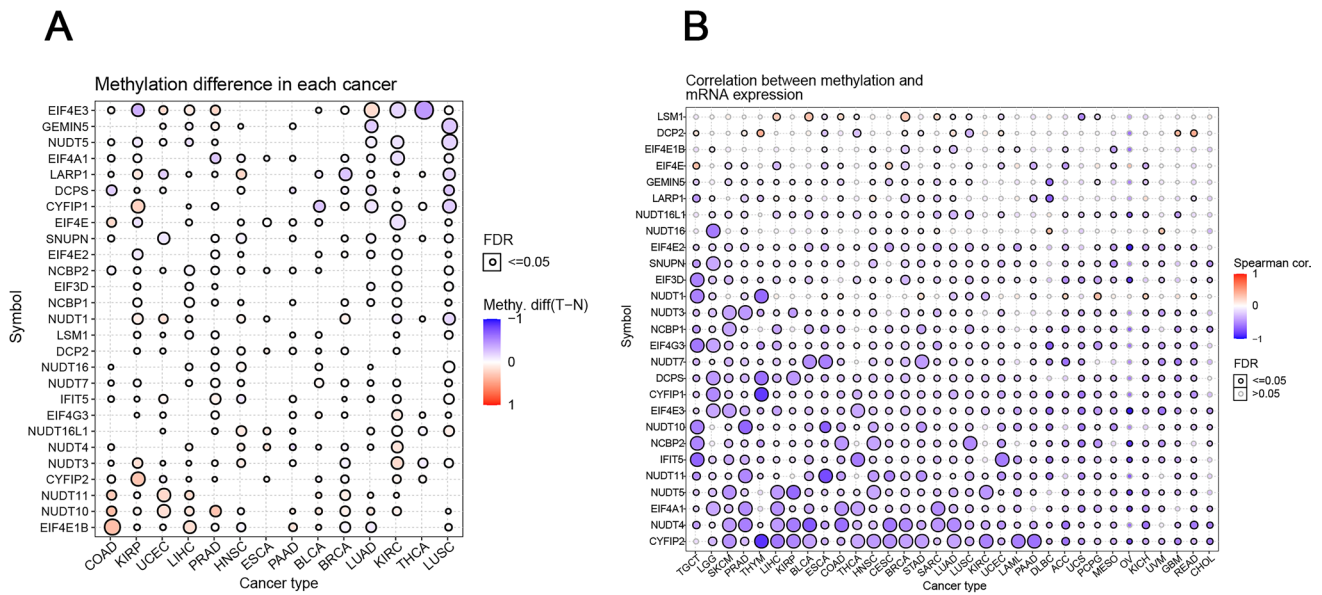 A
Methylation difference in each cancer
Symbol
EIF4E3
GEMIN5
NUDT5
EIF4A1
LARP1
DCPS
CYFIP1
EIF4E
SNUPN
EIF4E2
NCBP2
EIF3D
NCBP1
NUDT1
LSM1
DCP2
NUDT16
NUDT7
IFIT5
EIF4G3
NUDT16L1
NUDT4
NUDT3
CYFIP2
NUDT11
NUDT10
EIF4E1B
COAD KIRP UCEC LIHC PRAD HNSC ESCA PAAD BLCA BRCA LUAD KIRC THCA LUSC
Cancer type
FDR
<=0.05
Methy. diff(T−N)
−1
0
1
B
Correlation between methylation and
mRNA expression
Symbol
LSM1
DCP2
EIF4E1B
EIF4E
GEMIN5
LARP1
NUDT16L1
NUDT16
EIF4E2
SNUPN
EIF3D
NUDT1
NUDT3
NCBP1
EIF4G3
NUDT7
DCPS
CYFIP1
EIF4E3
NUDT10
NCBP2
IFIT5
NUDT11
NUDT5
EIF4A1
NUDT4
CYFIP2
TGCT LGG SKCM PRAD THYM LIHC KIRP BLCA ESCA COAD THCA HNSC CESC BRCA STAD SARC LUAD LUSC KIRC UCEC LAML PAAD DLBC ACC UCS PCPG MESO OV KICH UVM GBM READ CHOL
Cancer type
Spearman cor.
1
0
−1
FDR
<=0.05
>0.05